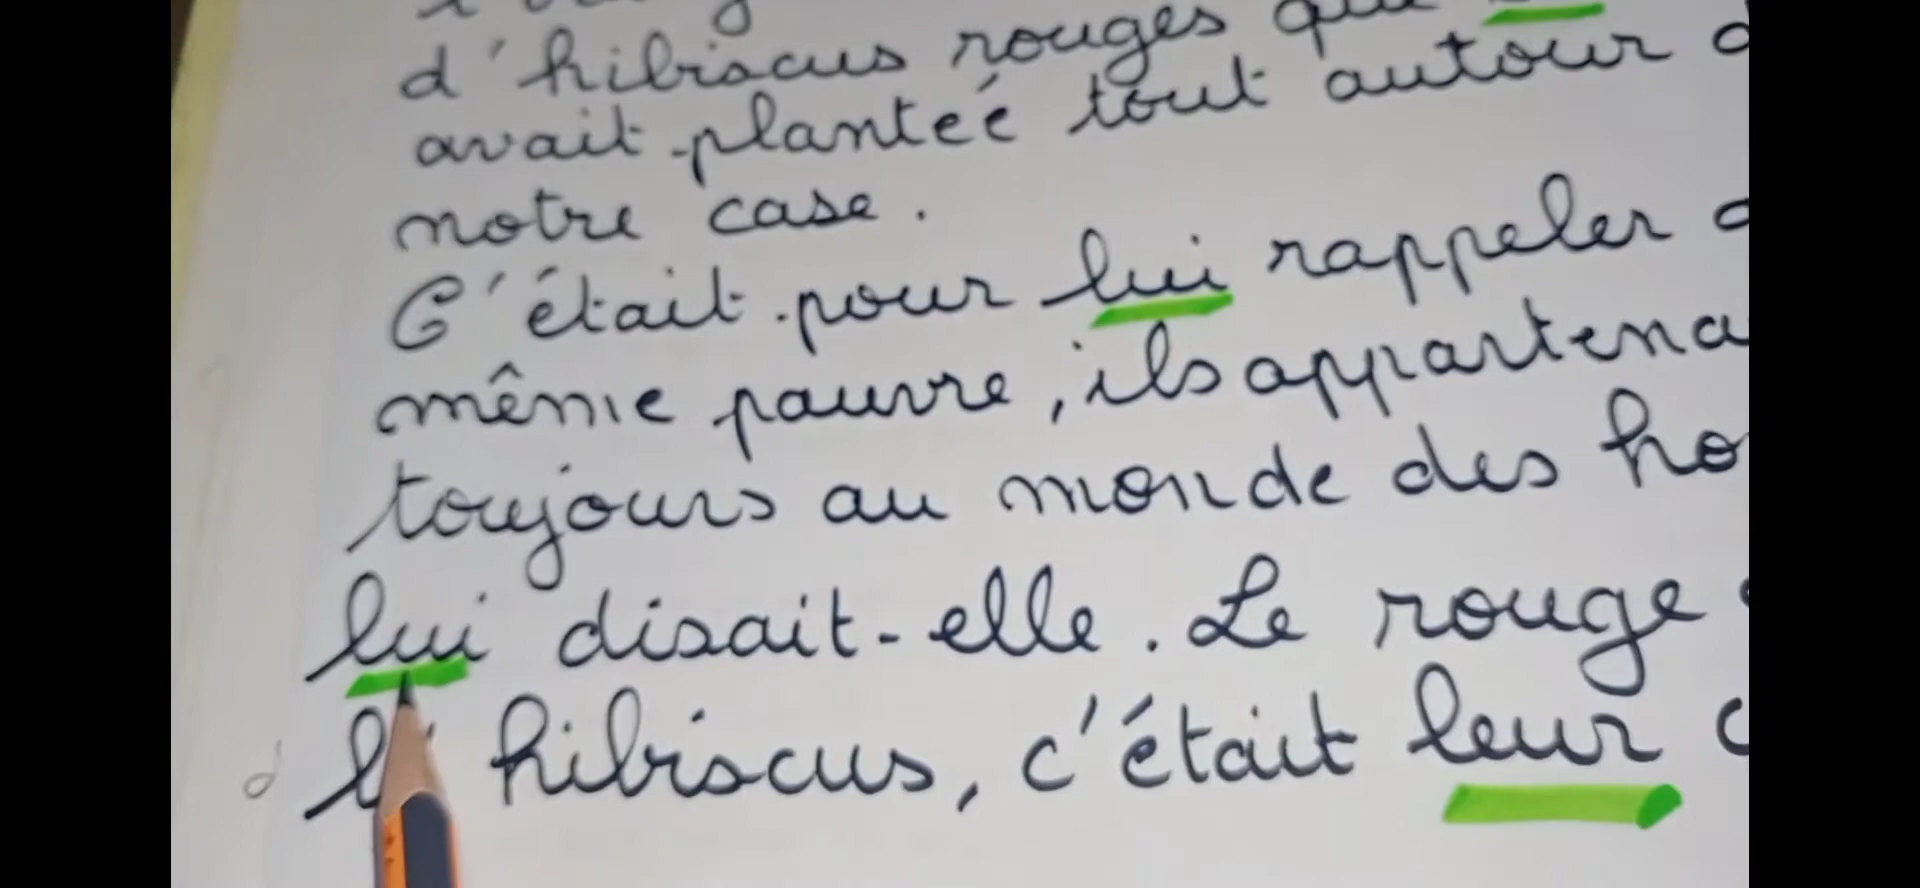 d'hibiscus rouges que
avait plantée tout autour
notre case.
C'était pour lui rappeler
même pauvre, ils appartena
toujours au monde des ho
lui disait-elle. Le rouge
l' hibiscus, c'était leur c